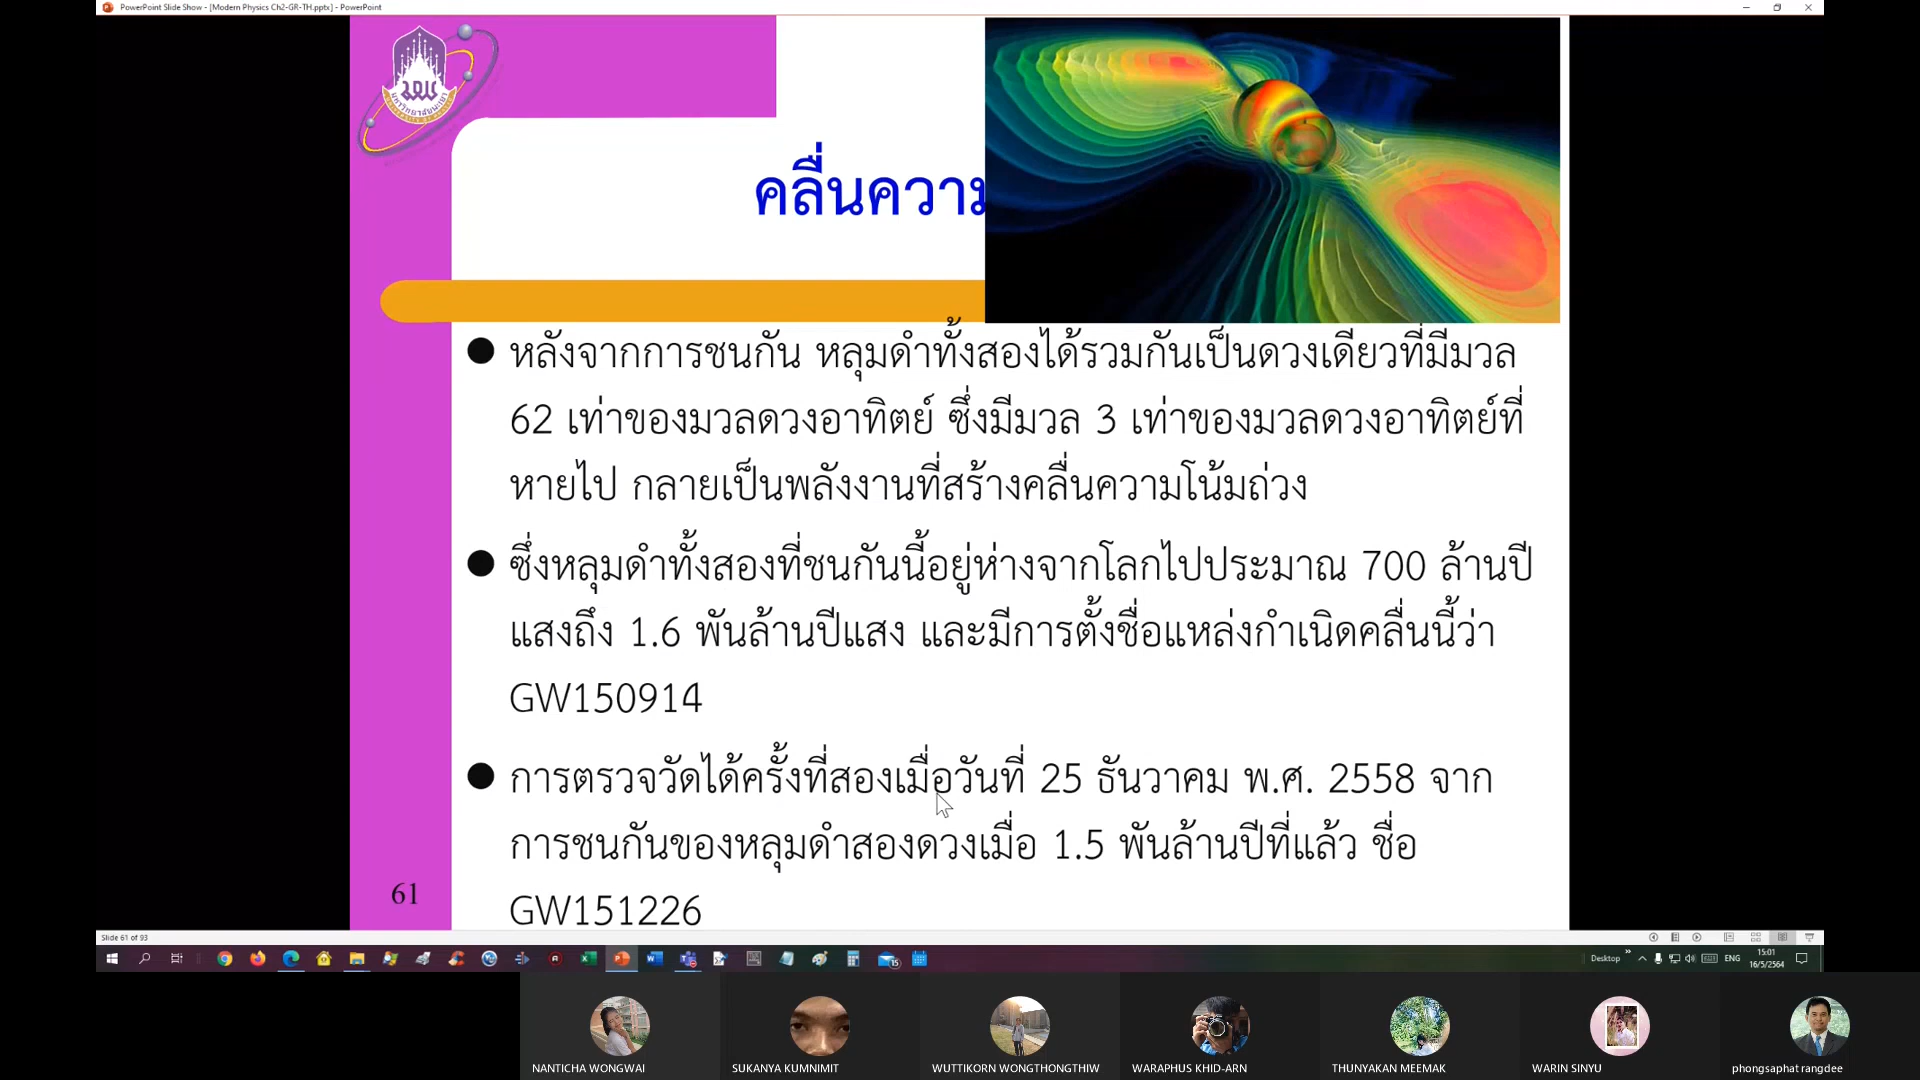 PowerPoint Slide Show - [Modern Physics Ch2-GR-TH.pptx] - PowerPoint
มหาวิทยาลัยพะเยา
คลื่นความ
หลังจากการชนกัน หลุมดำทั้งสองได้รวมกันเป็นดวงเดียวที่มีมวล
62 เท่าของมวลดวงอาทิตย์ ซึ่งมีมวล 3 เท่าของมวลดวงอาทิตย์ที่
หายไป กลายเป็นพลังงานที่สร้างคลื่นความโน้มถ่วง
ซึ่งหลุมดำทั้งสองที่ชนกันนี้อยู่ห่างจากโลกไปประมาณ 700 ล้านปี
แสงถึง 1.6 พันล้านปีแสง และมีการตั้งชื่อแหล่งกำเนิดคลื่นนี้ว่า
GW150914
การตรวจวัดได้ครั้งที่สองเมื่อวันที่ 25 ธันวาคม พ.ศ. 2558 จาก
การชนกันของหลุมดำสองดวงเมื่อ 1.5 พันล้านปีที่แล้ว ชื่อ
GW151226
61
Slide 61 of 93
Desktop
ENG
15:01
16/5/2564
NANTICHA WONGWAI
SUKANYA KUMNIMIT
WUTTIKORN WONGTHONGTHIW
WARAPHUS KHID-ARN
THUNYAKAN MEEMAK
WARIN SINYU
phongsaphat rangdee